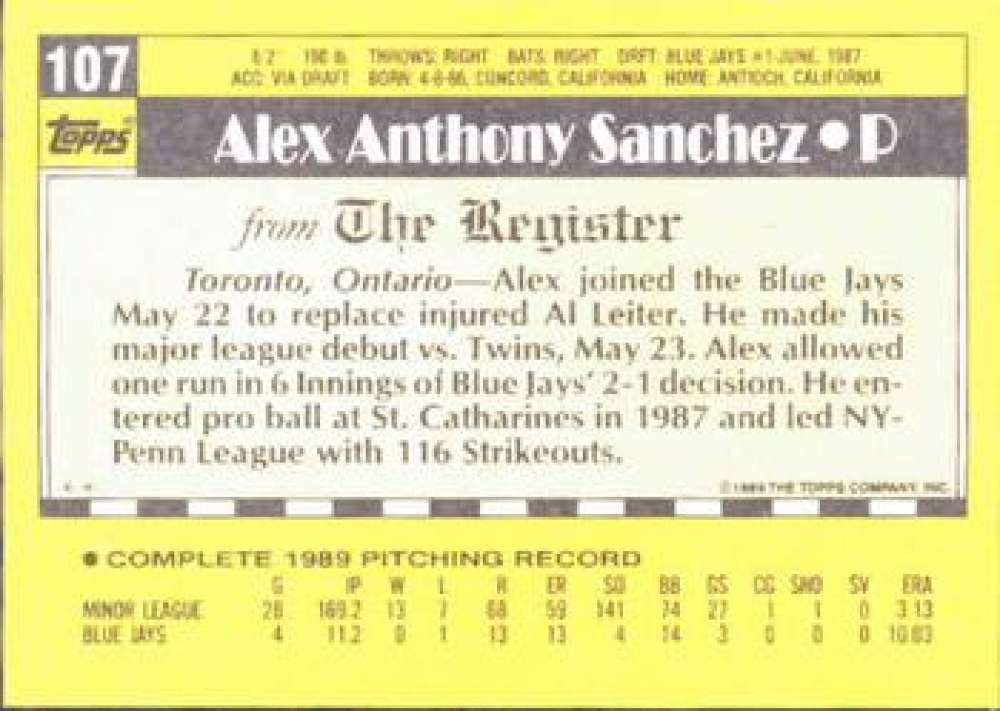 107
6'2" 190 lb. THROWS: RIGHT BATS: RIGHT DRFT: BLUE JAYS #1-JUNE, 1987
ACQ: VIA DRAFT BORN: 4-8-66, CONCORD, CALIFORNIA HOME: ANTIOCH, CALIFORNIA
Topps
Alex Anthony Sanchez • P
from The Register
Toronto, Ontario—Alex joined the Blue Jays
May 22 to replace injured Al Leiter. He made his
major league debut vs. Twins, May 23. Alex allowed
one run in 6 Innings of Blue Jays' 2-1 decision. He en-
tered pro ball at St. Catharines in 1987 and led NY-
Penn League with 116 Strikeouts.
© 1989 THE TOPPS COMPANY, INC.
COMPLETE 1989 PITCHING RECORD
G IP W L R ER SO BB GS CG SHO SV ERA
MINOR LEAGUE 28 169.2 13 7 68 59 141 74 27 1 1 0 3.13
BLUE JAYS 4 11.2 0 1 13 13 4 14 3 0 0 0 10.03